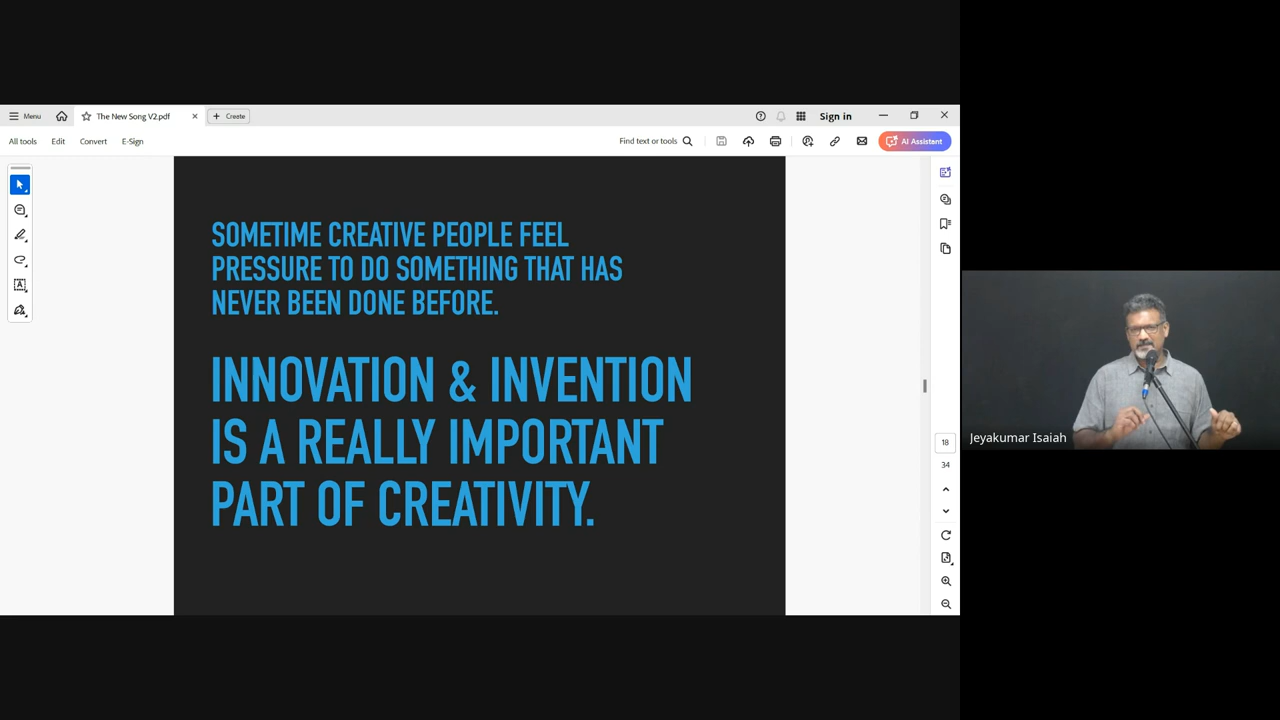 Menu
The New Song V2.pdf
Create
Sign in
All tools
Edit
Convert
E-Sign
Find text or tools
AI Assistant
SOMETIME CREATIVE PEOPLE FEEL
PRESSURE TO DO SOMETHING THAT HAS
NEVER BEEN DONE BEFORE.
INNOVATION & INVENTION
IS A REALLY IMPORTANT
PART OF CREATIVITY.
18
34
Jeyakumar Isaiah